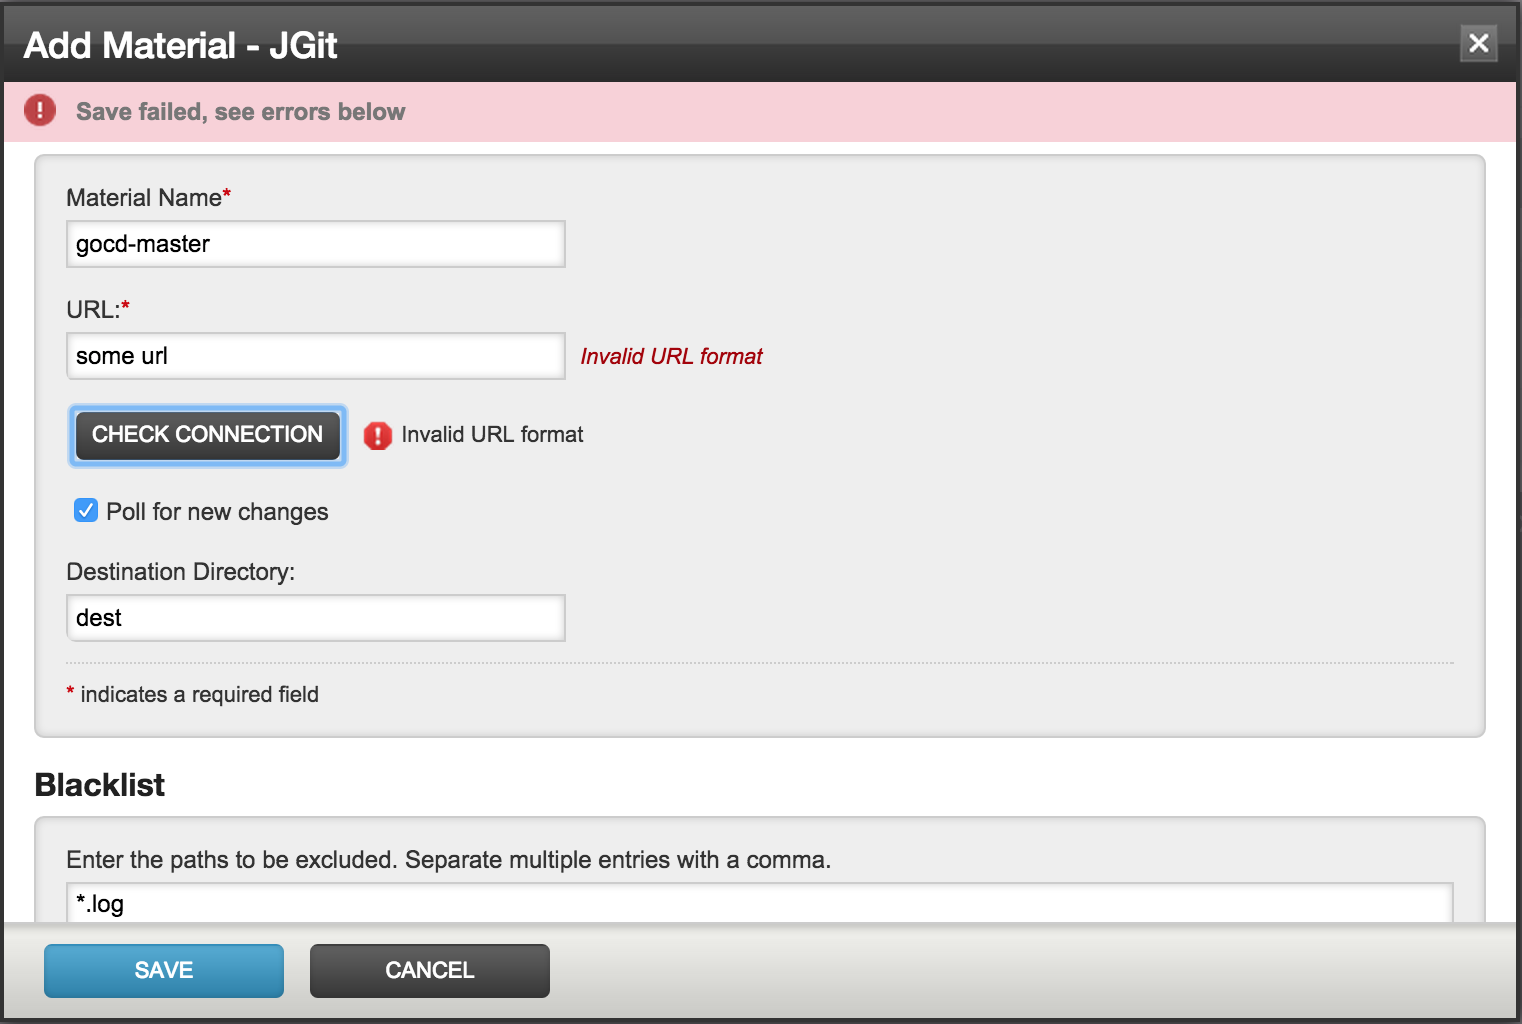 Add Material - JGit
Save failed, see errors below
Material Name*
gocd-master
URL:*
some url
Invalid URL format
CHECK CONNECTION
Invalid URL format
Poll for new changes
Destination Directory:
dest
* indicates a required field
Blacklist
Enter the paths to be excluded. Separate multiple entries with a comma.
*.log
SAVE
CANCEL